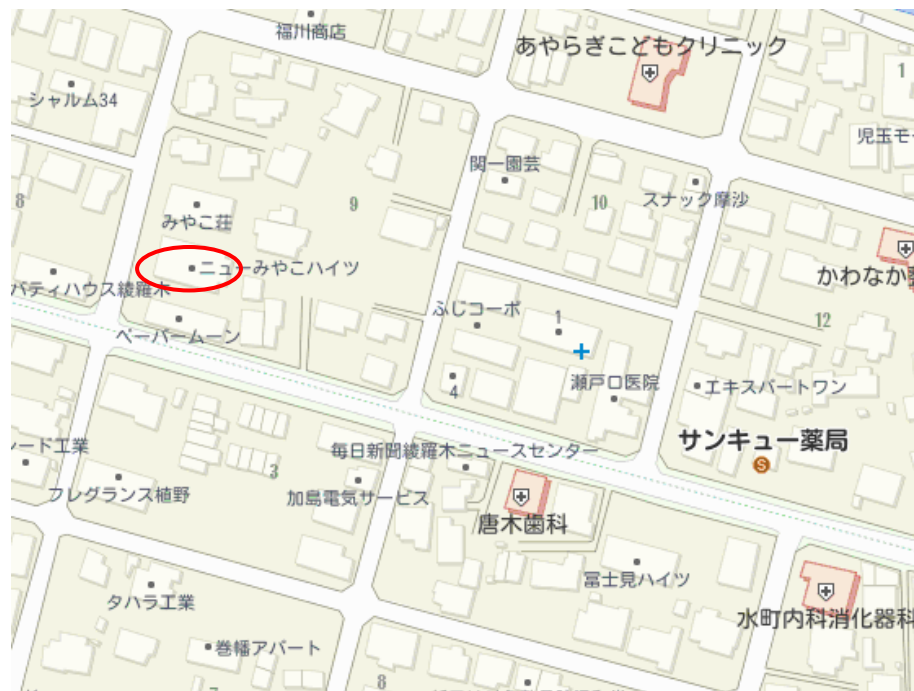 福川商店
あやらぎこどもクリニック
シャルム34
1
児玉モ
関一園芸
スナック摩沙
8
9
10
みやこ荘
ニューみやこハイツ
かわなか
バティハウス綾羅木
ペーパームーン
ふじコーポ
1
12
4
瀬戸口医院
エキスパートワン
サンキュー薬局
S
ード工業
3
毎日新聞綾羅木ニュースセンター
フレグランス植野
加島電気サービス
唐木歯科
冨士見ハイツ
タハラ工業
水町内科消化器科
巻幡アパート
8